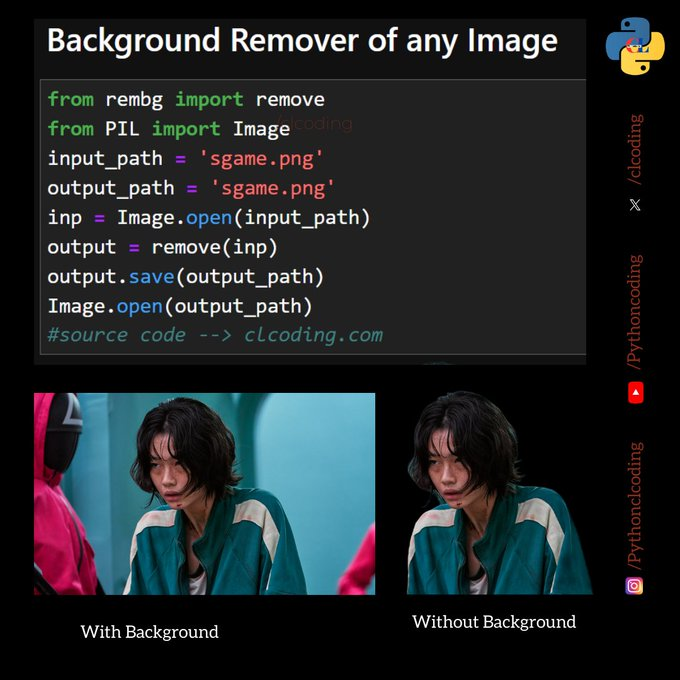 Background Remover of any Image
from rembg import remove
from PIL import Image
/clcoding
input_path = 'sgame.png'
output_path = 'sgame.png'
inp = Image.open(input_path)
output = remove(inp)
output.save(output_path)
Image.open(output_path)
#source code --> clcoding.com
/clcoding
/Pythoncoding
/Pythonclcoding
With Background
Without Background